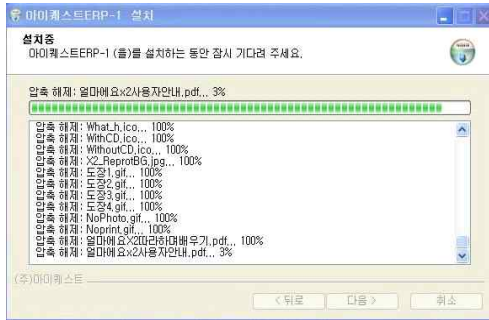 아이퀘스트ERP-1 설치
설치중
아이퀘스트ERP-1 (을)를 설치하는 동안 잠시 기다려 주세요.
압축 해제: 얼마에요x2사용자안내.pdf... 3%
압축 해제: What_h.ico... 100%
압축 해제: WithCD.ico... 100%
압축 해제: WithoutCD.ico... 100%
압축 해제: X2_ReprotBG.jpg... 100%
압축 해제: 도장1.gif... 100%
압축 해제: 도장2.gif... 100%
압축 해제: 도장3.gif... 100%
압축 해제: 도장4.gif... 100%
압축 해제: NoPhoto.gif... 100%
압축 해제: Noprint.gif... 100%
압축 해제: 얼마에요X2따라하며배우기.pdf... 100%
압축 해제: 얼마에요x2사용자안내.pdf... 3%
(주)아이퀘스트
< 뒤로 다음 > 취소